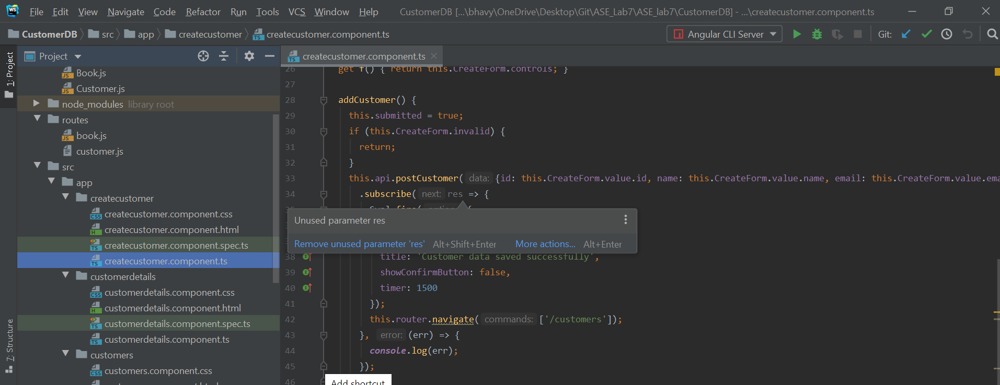 WS File Edit View Navigate Code Refactor Run Tools VCS Window Help CustomerDB [...\bhavy\OneDrive\Desktop\Git\ASE_Lab7\ASE_lab7\CustomerDB] - ...\createcustomer.component.ts
CustomerDB src app createcustomer createcustomer.component.ts Angular CLI Server Git:
1: Project
7: Structure
Project
Book.js
Customer.js
node_modules library root
routes
book.js
customer.js
src
app
createcustomer
createcustomer.component.css
createcustomer.component.html
createcustomer.component.spec.ts
createcustomer.component.ts
customerdetails
customerdetails.component.css
customerdetails.component.html
customerdetails.component.spec.ts
customerdetails.component.ts
customers
customers.component.css
createcustomer.component.ts
26 get f() { return this.CreateForm.controls; }
27
28 addCustomer() {
29 this.submitted = true;
30 if (this.CreateForm.invalid) {
31 return;
32 }
33 this.api.postCustomer( data: {id: this.CreateForm.value.id, name: this.CreateForm.value.name, email: this.CreateForm.value.ema
34 .subscribe( next: res => {
Unused parameter res
Remove unused parameter 'res' Alt+Shift+Enter More actions... Alt+Enter
38 title: 'Customer data saved successfully',
39 showConfirmButton: false,
40 timer: 1500
41 });
42 this.router.navigate( commands: ['/customers']);
43 }, error: (err) => {
44 console.log(err);
45 });
46
Add shortcut